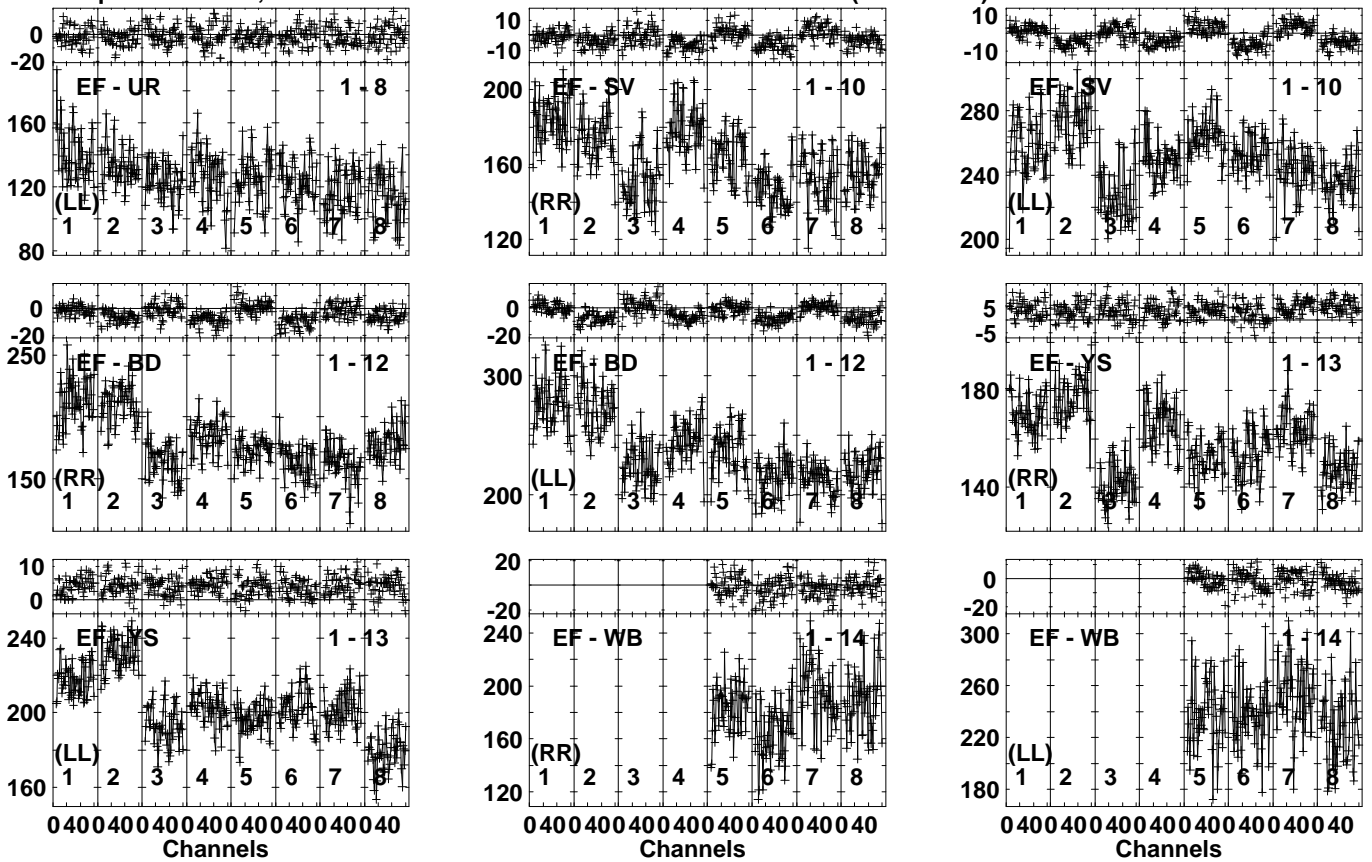 0
-20
EF - UR 1 - 8
160
120
80
(LL)
1 2 3 4 5 6 7 8
10
-10
EF - SV 1 - 10
200
160
120
(RR)
1 2 3 4 5 6 7 8
10
-10
EF - SV 1 - 10
280
240
200
(LL)
1 2 3 4 5 6 7 8
0
-20
EF - BD 1 - 12
250
150
(RR)
1 2 3 4 5 6 7 8
0
-20
EF - BD 1 - 12
300
200
(LL)
1 2 3 4 5 6 7 8
5
-5
EF - YS 1 - 13
180
140
(RR)
1 2 3 4 5 6 7 8
10
0
EF - YS 1 - 13
240
200
160
(LL)
1 2 3 4 5 6 7 8
20
-20
EF - WB 1 - 14
240
200
160
120
(RR)
1 2 3 4 5 6 7 8
0
-20
EF - WB 1 - 14
300
260
220
180
(LL)
1 2 3 4 5 6 7 8
0 40 0 40 0 40 0 40 0 40 0 40 0 40 0 40
Channels
0 40 0 40 0 40 0 40 0 40 0 40 0 40 0 40
Channels
0 40 0 40 0 40 0 40 0 40 0 40 0 40 0 40
Channels